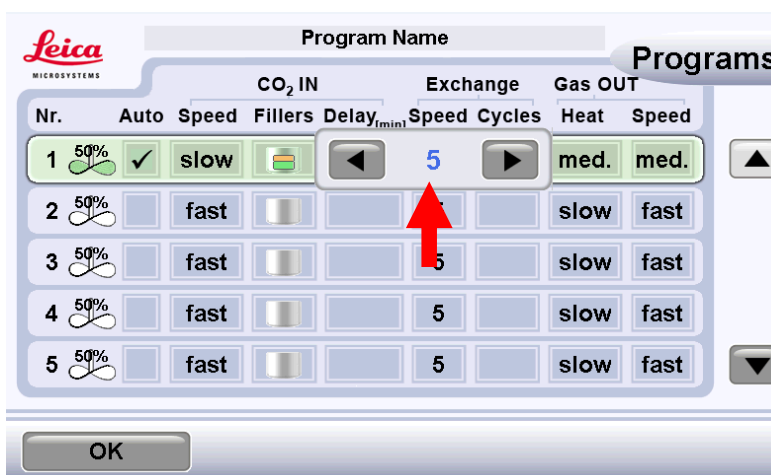 Leica
MICROSYSTEMS
Program Name
Programs
CO₂ IN Exchange Gas OUT
Nr. Auto Speed Fillers Delay[min] Speed Cycles Heat Speed
1 50% ✓ slow 5 med. med.
2 50% fast slow fast
3 50% fast 5 slow fast
4 50% fast 5 slow fast
5 50% fast 5 slow fast
OK